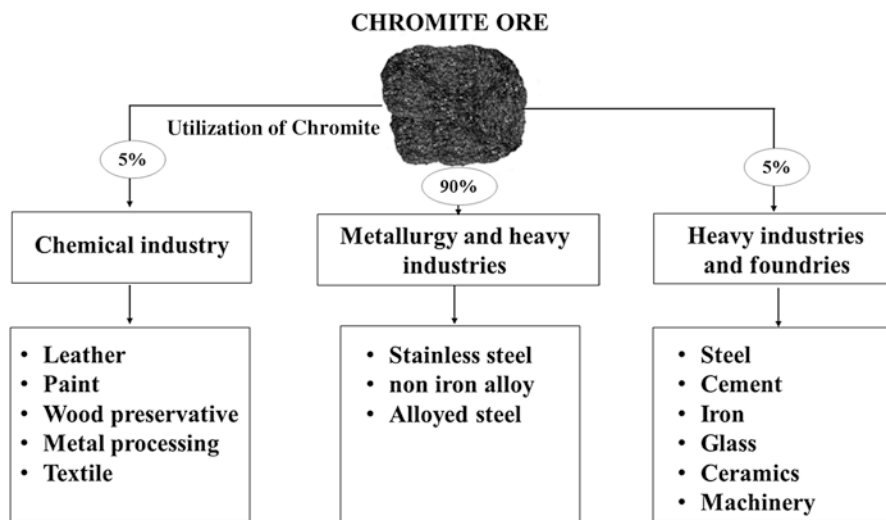 CHROMITE ORE
Utilization of Chromite
5%
90%
5%
Chemical industry
Metallurgy and heavy
industries
Heavy industries
and foundries
• Leather
• Paint
• Wood preservative
• Metal processing
• Textile
• Stainless steel
• non iron alloy
• Alloyed steel
• Steel
• Cement
• Iron
• Glass
• Ceramics
• Machinery